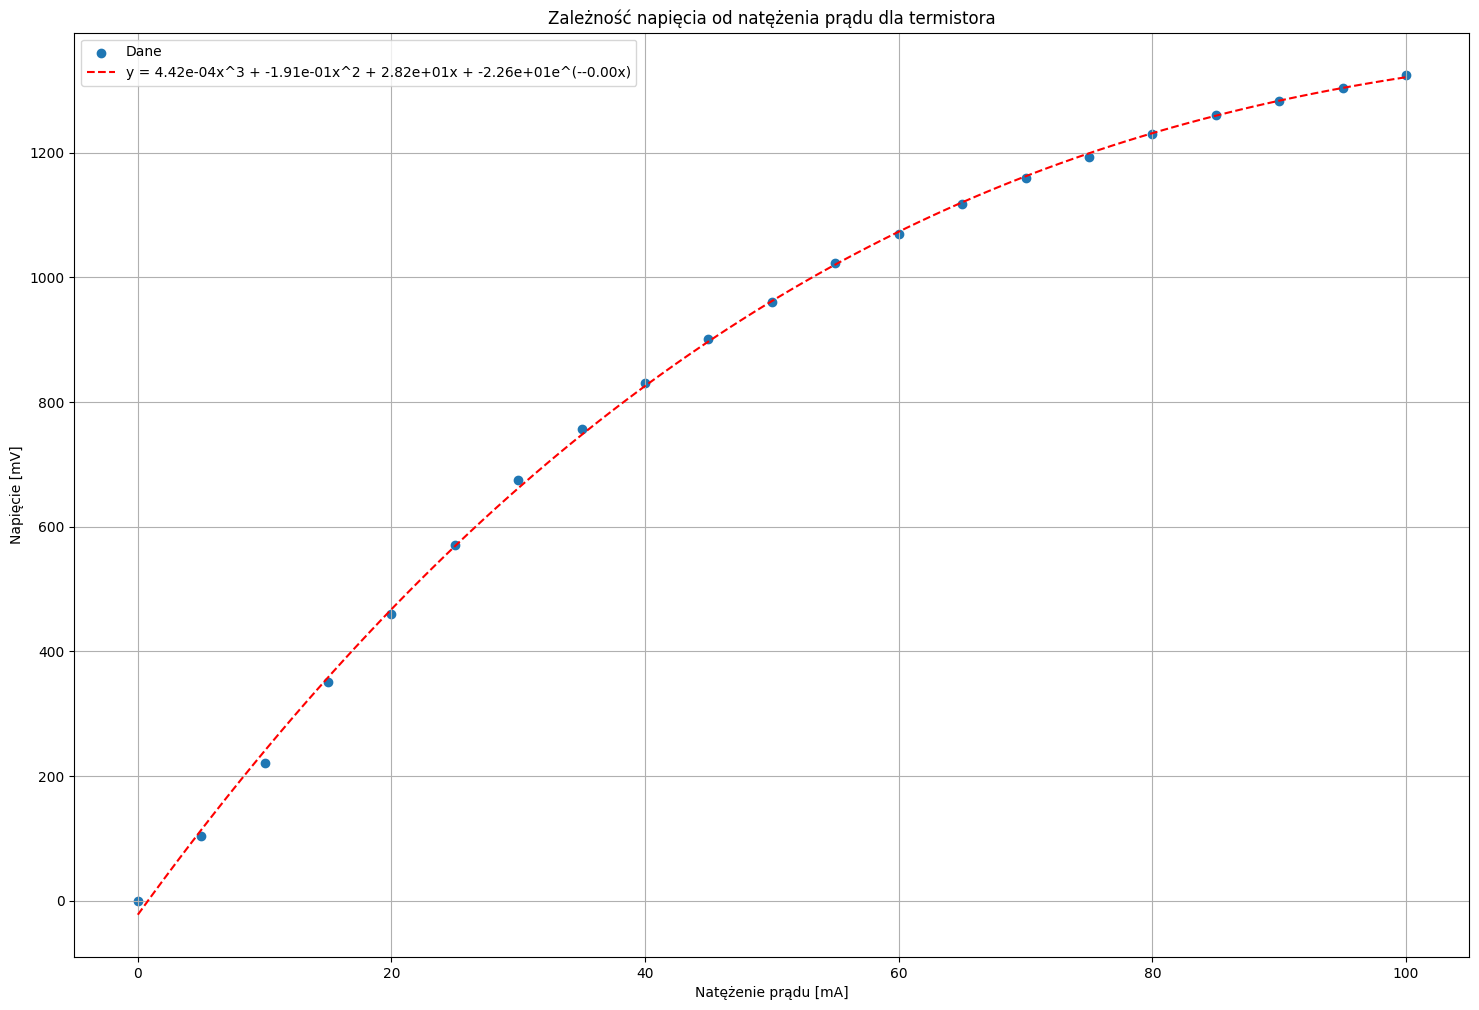 Zależność napięcia od natężenia prądu dla termistora
Dane
y = 4.42e-04x^3 + -1.91e-01x^2 + 2.82e+01x + -2.26e+01e^(--0.00x)
1200
1000
800
600
400
200
0
Napięcie [mV]
0 20 40 60 80 100
Natężenie prądu [mA]